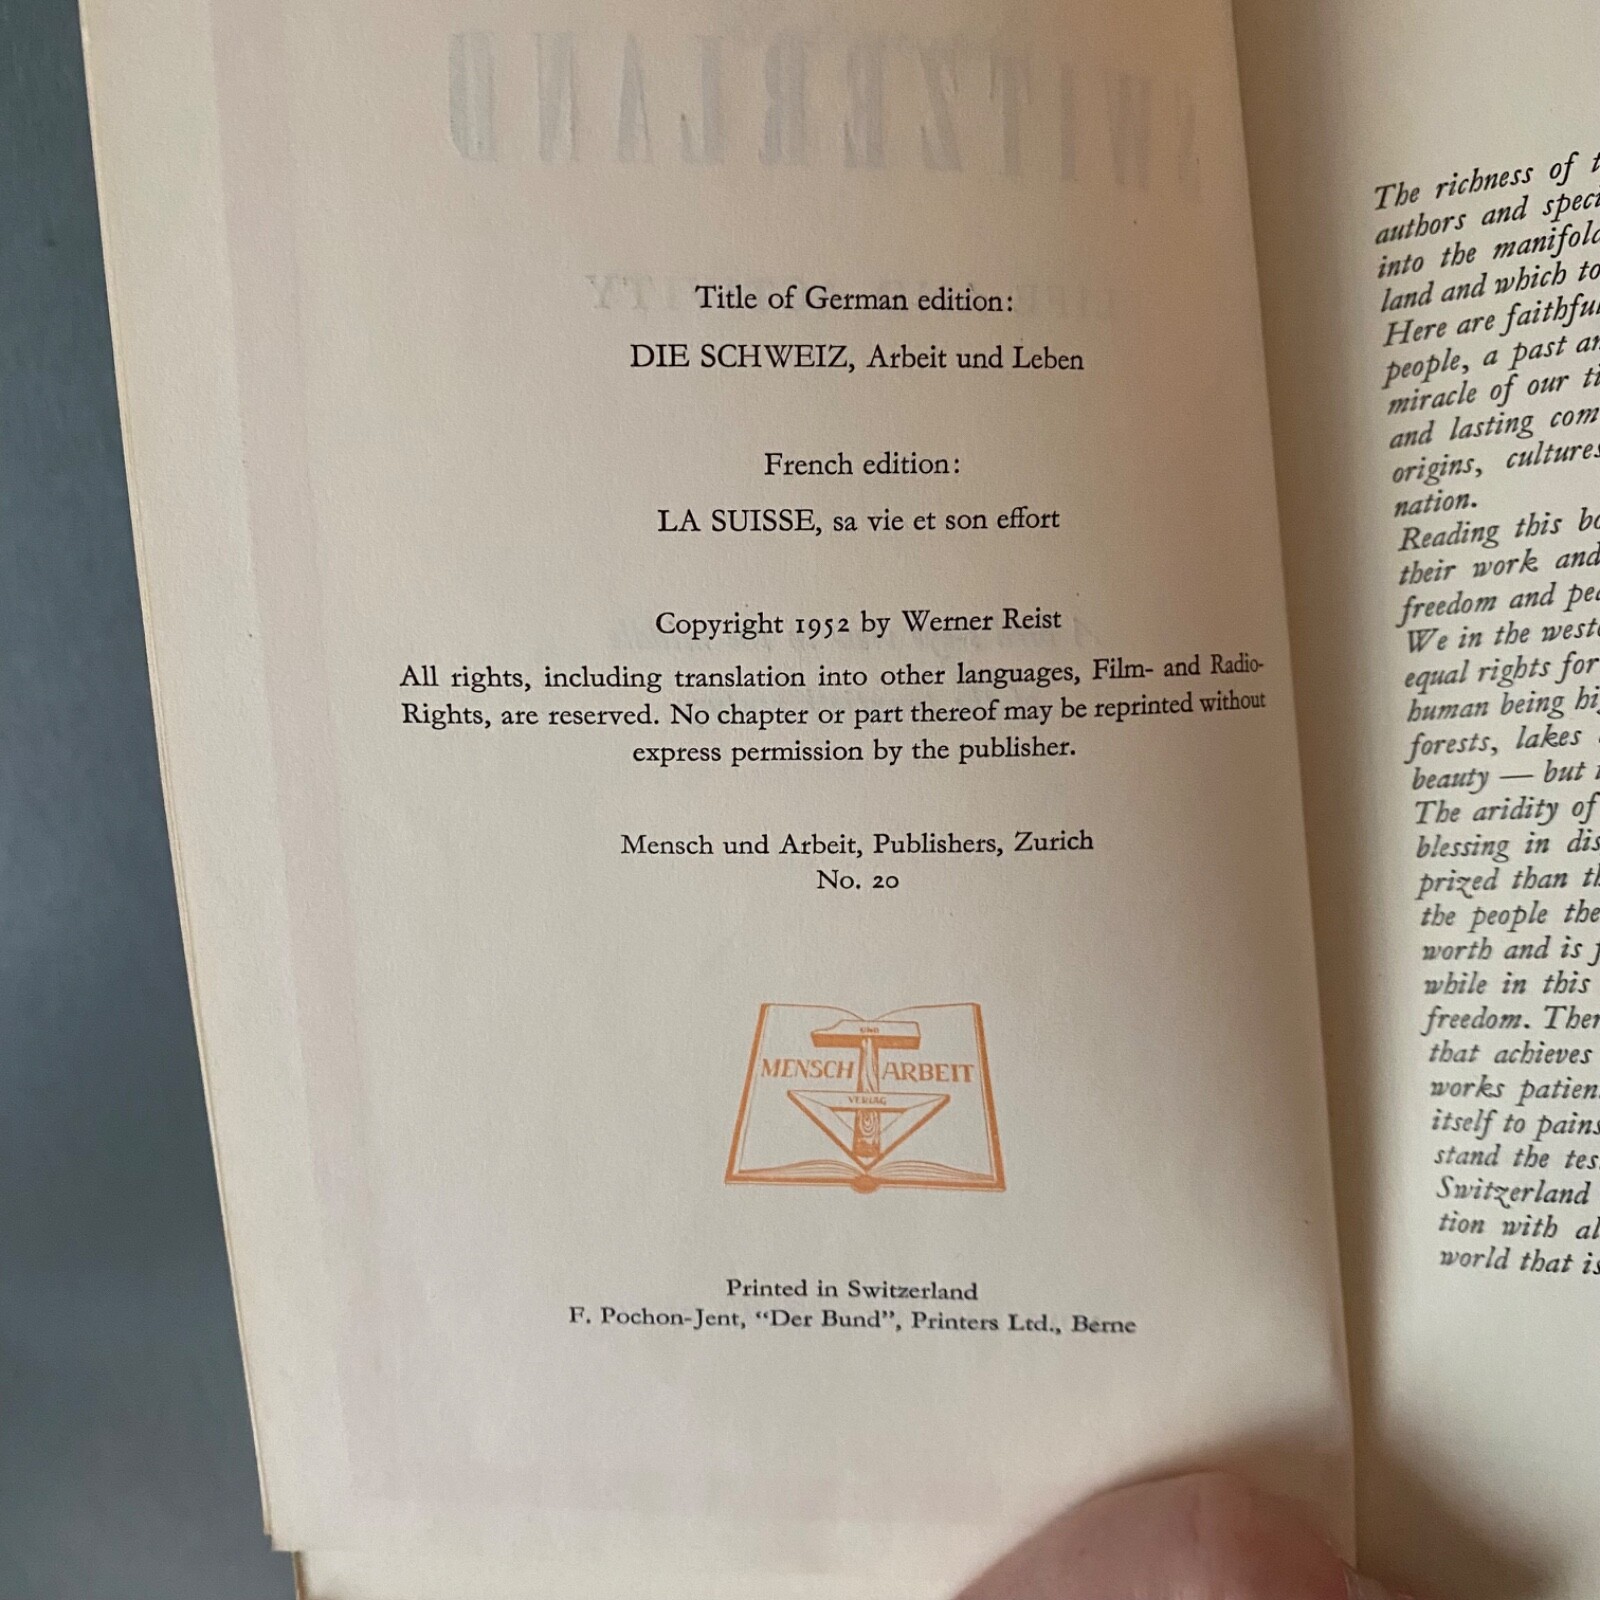 SWITZERLAND
Title of German edition:
DIE SCHWEIZ, Arbeit und Leben
French edition:
LA SUISSE, sa vie et son effort
Copyright 1952 by Werner Reist
All rights, including translation into other languages, Film- and Radio-
Rights, are reserved. No chapter or part thereof may be reprinted without
express permission by the publisher.
Mensch und Arbeit, Publishers, Zurich
No. 20
UND
MENSCH ARBEIT
VERLAG
Printed in Switzerland
F. Pochon-Jent, “Der Bund”, Printers Ltd., Berne
The richness of
authors and
into the
land and which to
Here are
people, a past
miracle of our
and lasting
origins,
nation.
Reading this
their work and
freedom and
We in the
equal rights for
human being
forests, lakes
beauty — but
The aridity of
blessing in
prized than
the people
worth and is
while in this
freedom.
that achieves
works
itself to
stand the
Switzerland
tion with
world that